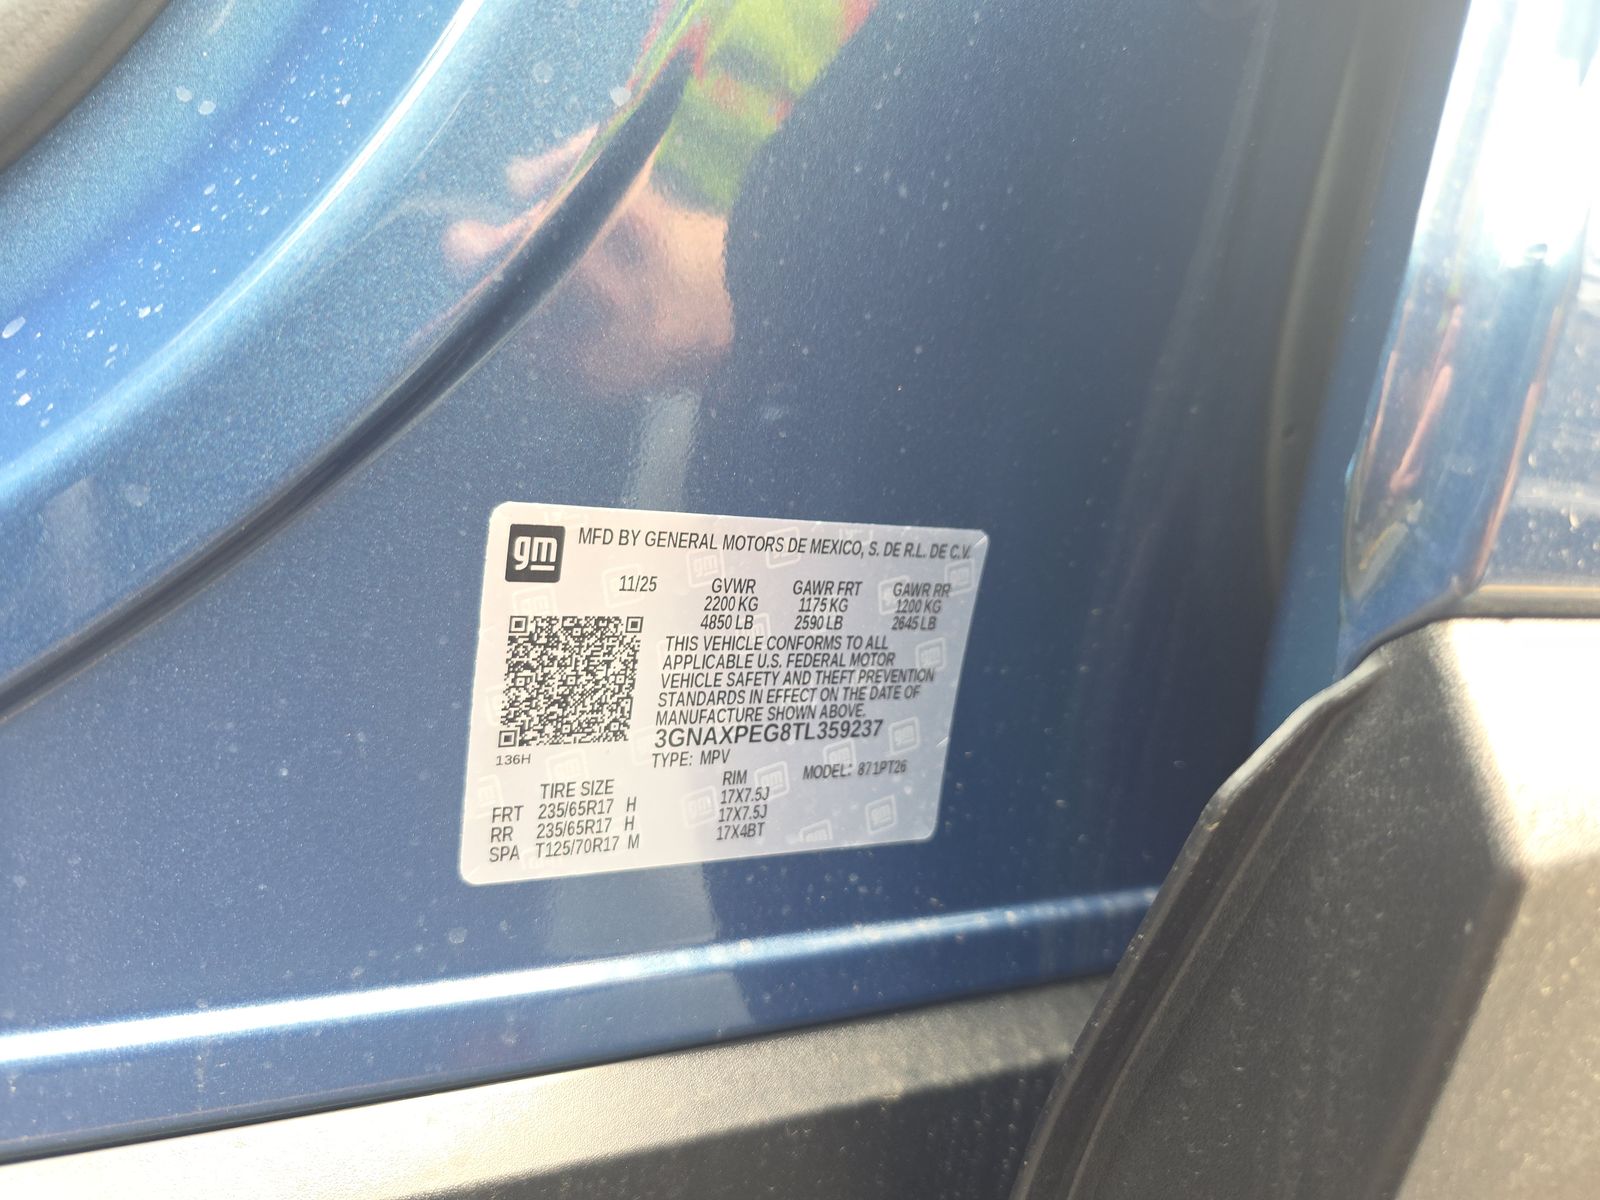 gm MFD BY GENERAL MOTORS DE MEXICO, S. DE R.L. DE C.V.
11/25 GVWR GAWR FRT GAWR RR
2200 KG 1175 KG 1200 KG
4850 LB 2590 LB 2645 LB
THIS VEHICLE CONFORMS TO ALL
APPLICABLE U.S. FEDERAL MOTOR
VEHICLE SAFETY AND THEFT PREVENTION
STANDARDS IN EFFECT ON THE DATE OF
MANUFACTURE SHOWN ABOVE.
3GNAXPEG8TL359237
136H
TYPE: MPV MODEL: 871PT26
TIRE SIZE RIM
FRT 235/65R17 H 17X7.5J
RR 235/65R17 H 17X7.5J
SPA T125/70R17 M 17X4BT